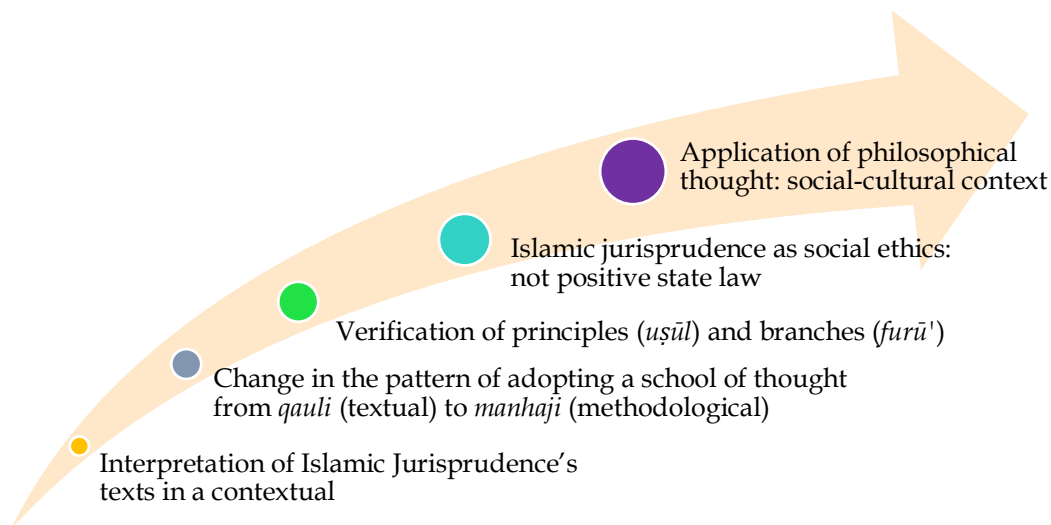 Application of philosophical
thought: social-cultural context
Islamic jurisprudence as social ethics:
not positive state law
Verification of principles (uṣūl) and branches (furū')
Change in the pattern of adopting a school of thought
from qauli (textual) to manhaji (methodological)
Interpretation of Islamic Jurisprudence’s
texts in a contextual